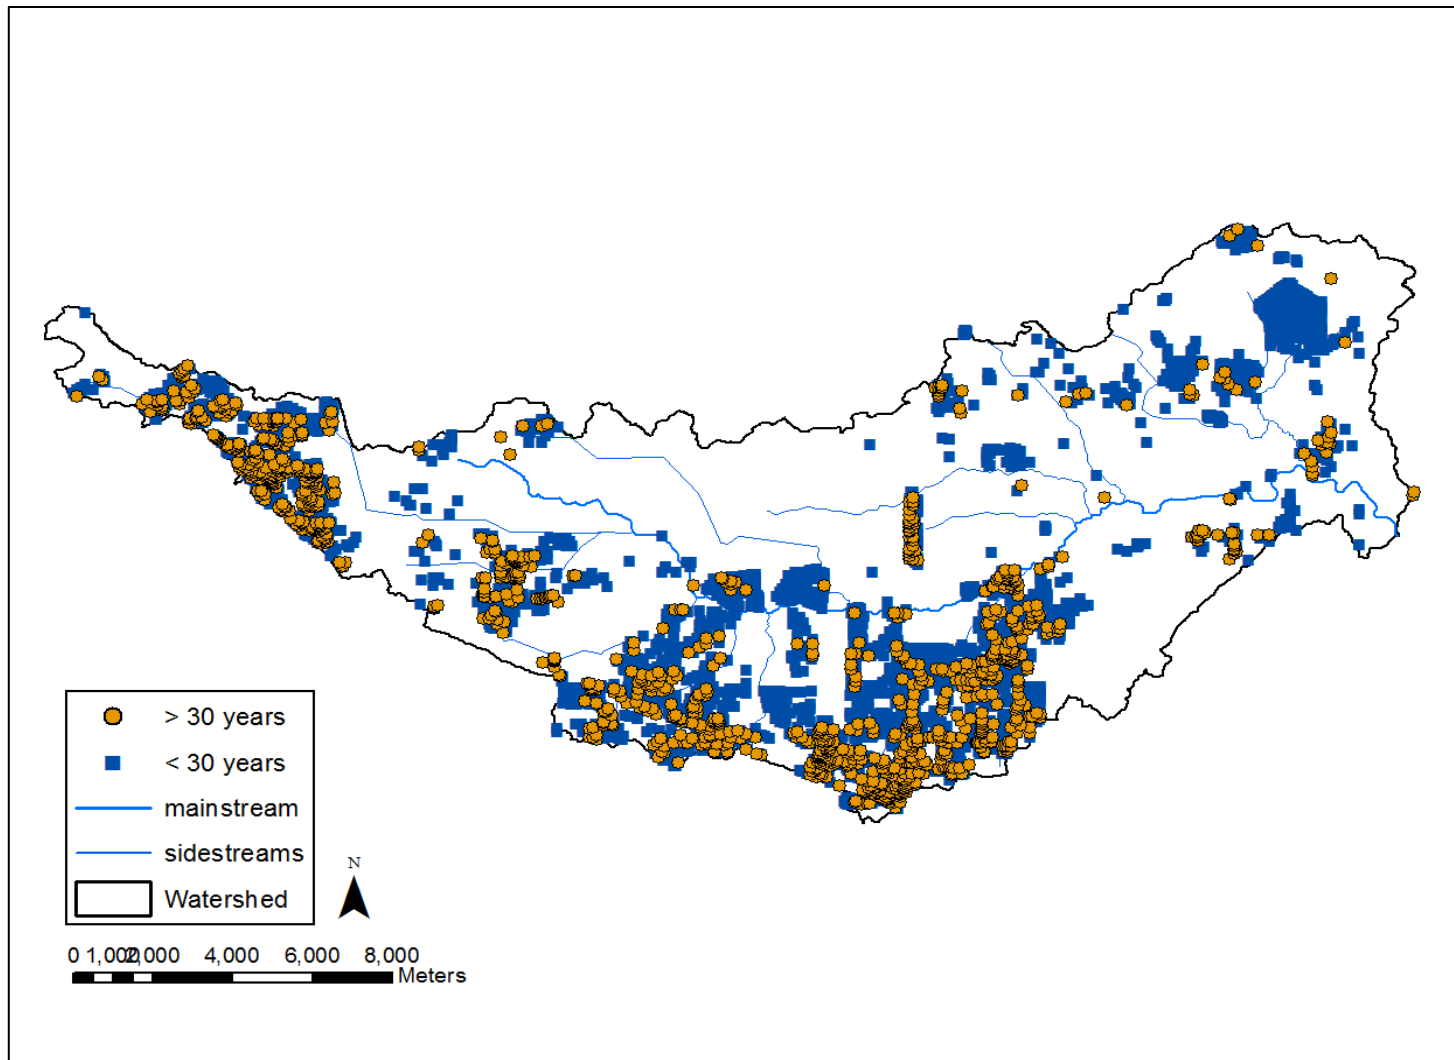 > 30 years
< 30 years
mainstream
sidestreams
Watershed
N
0 1,000 2,000 4,000 6,000 8,000
Meters